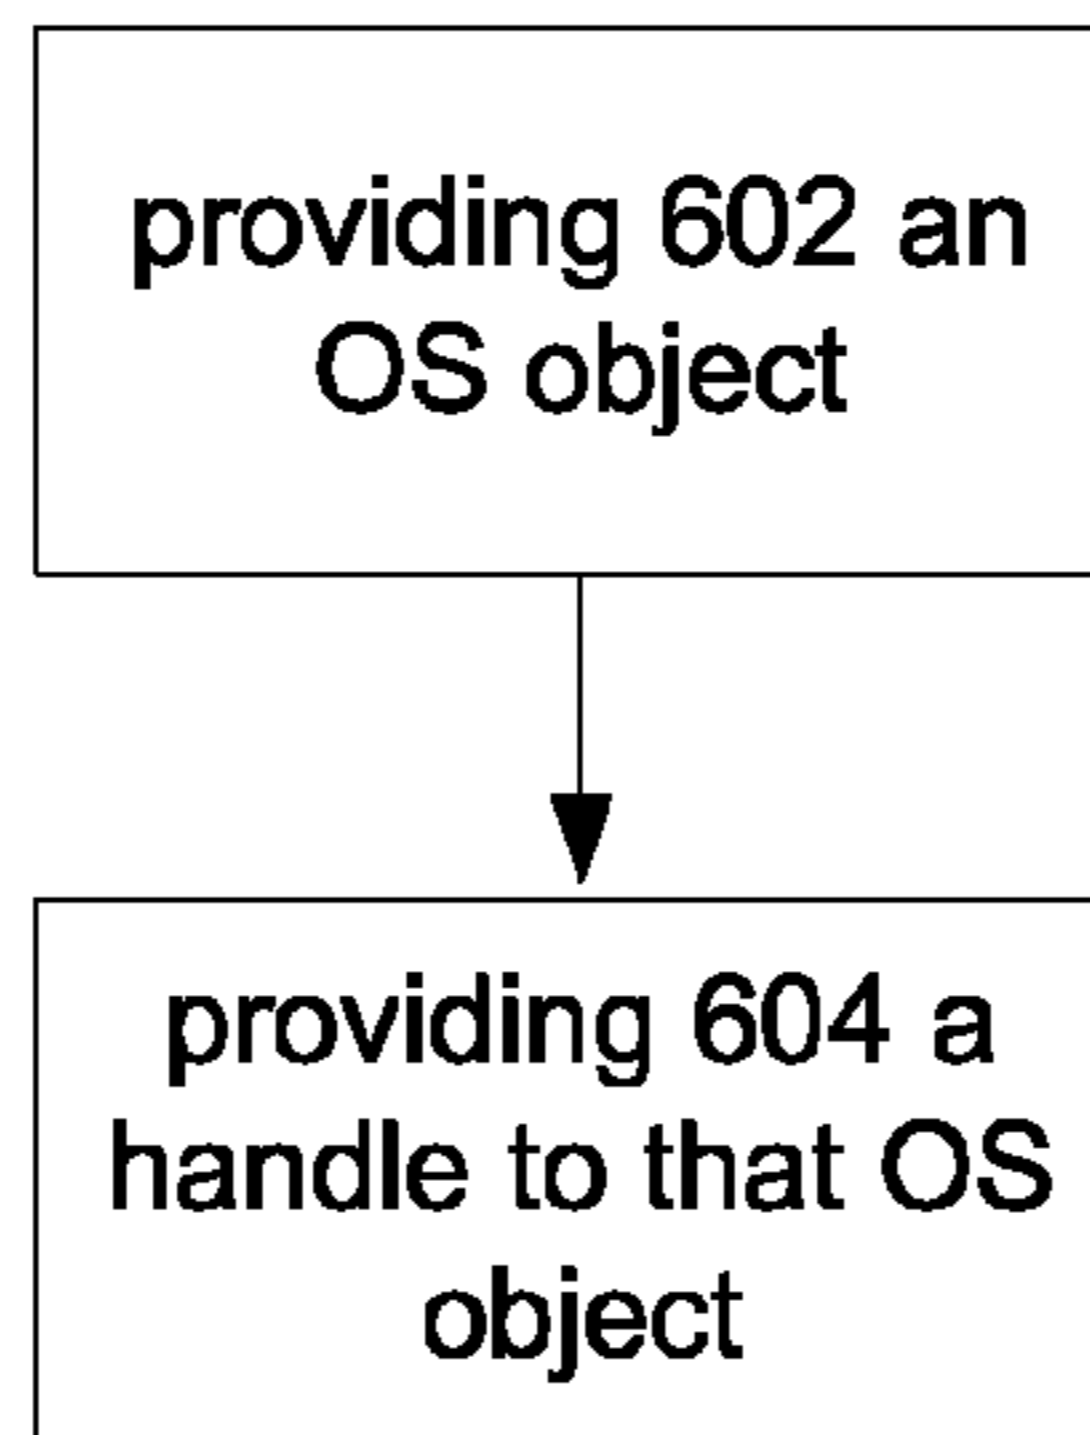 providing 602 an
OS object
providing 604 a
handle to that OS
object